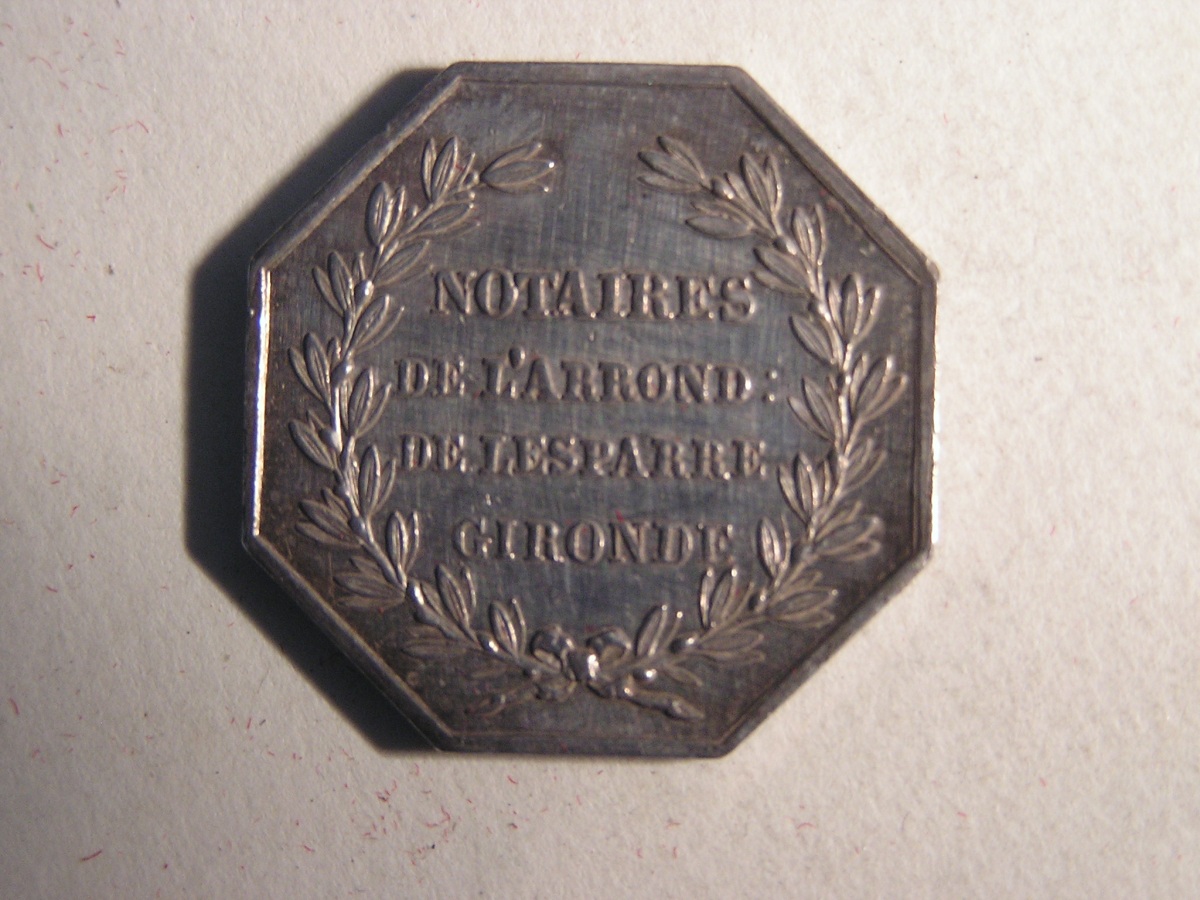 NOTAIRES
DE L'ARROND:
DE LESPARRE
GIRONDE